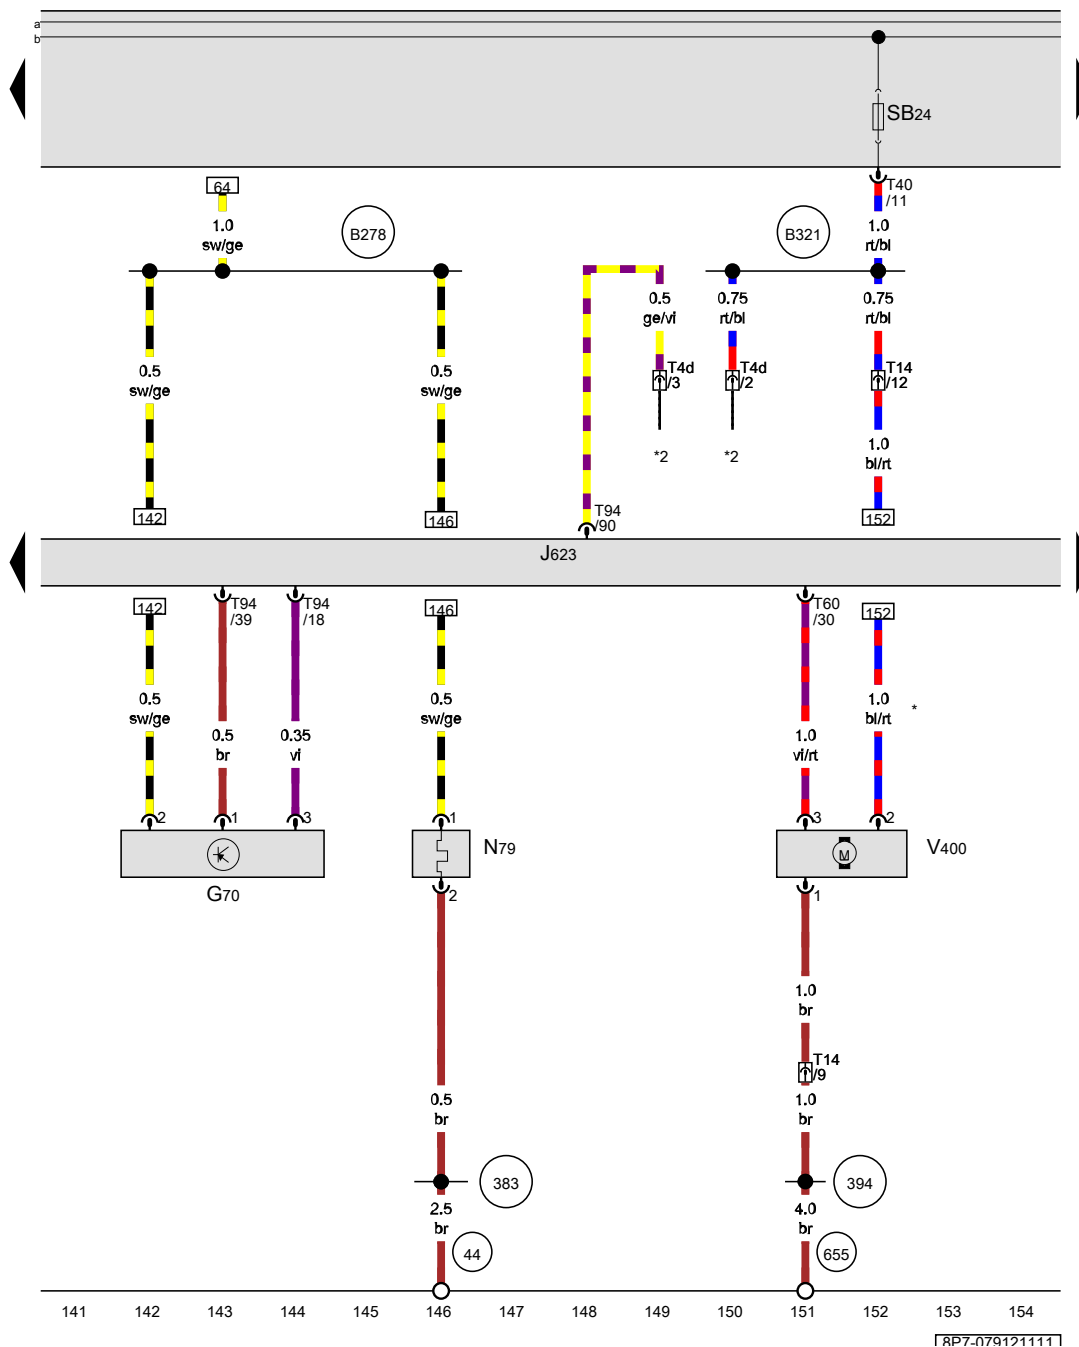 a
b
SB24
64
T40
/11
1.0
sw/ge
B278
B321
1.0
rt/bl
0.5
ge/vi
0.75
rt/bl
0.75
rt/bl
0.5
sw/ge
0.5
sw/ge
T4d
/3
T4d
/2
T14
/12
*2
*2
1.0
bl/rt
142
146
T94
/90
152
J623
142
T94
/39
T94
/18
146
T60
/30
152
0.5
sw/ge
0.5
br
0.35
vi
0.5
sw/ge
1.0
vi/rt
1.0
bl/rt
*
2
1
3
1
3
2
G70
N79
M
V400
2
1
1.0
br
T14
/9
0.5
br
1.0
br
383
394
2.5
br
4.0
br
44
655
141 142 143 144 145 146 147 148 149 150 151 152 153 154
8P7-079121111